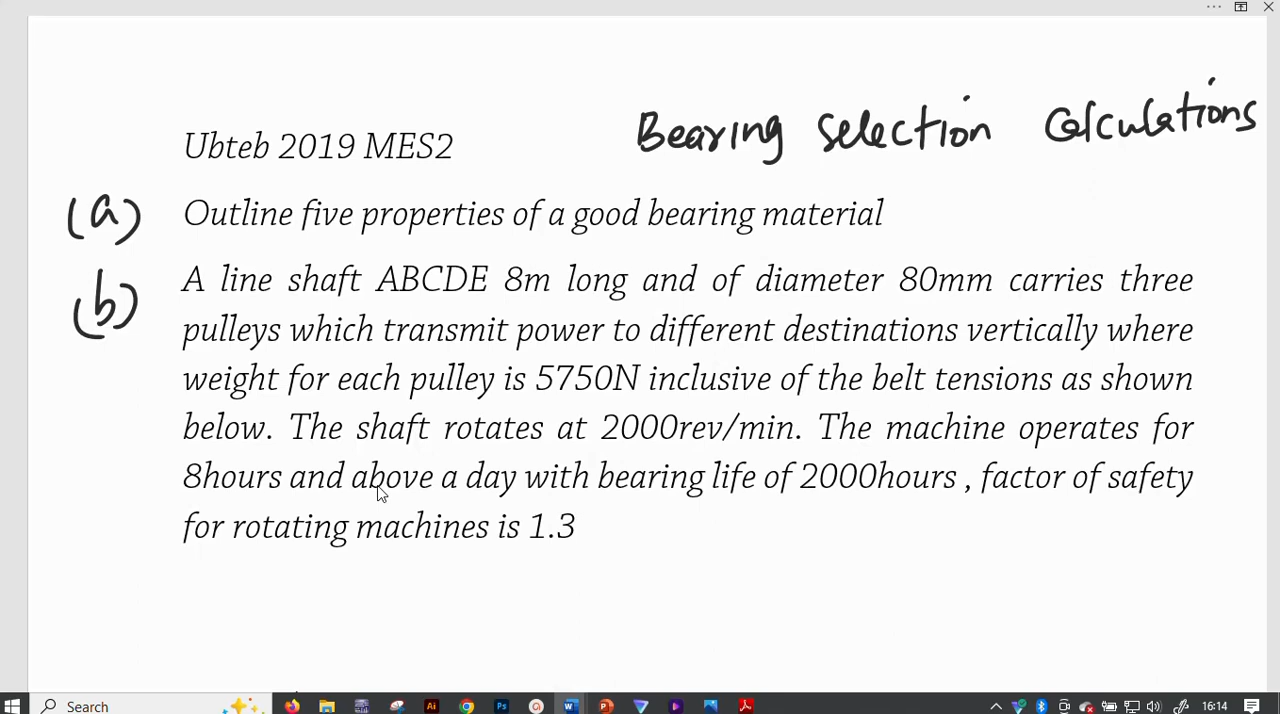 Bearing selection calculations
Ubteb 2019 MES2
(a) Outline five properties of a good bearing material
(b) A line shaft ABCDE 8m long and of diameter 80mm carries three
pulleys which transmit power to different destinations vertically where
weight for each pulley is 5750N inclusive of the belt tensions as shown
below. The shaft rotates at 2000rev/min. The machine operates for
8hours and above a day with bearing life of 2000hours , factor of safety
for rotating machines is 1.3
Search
16:14